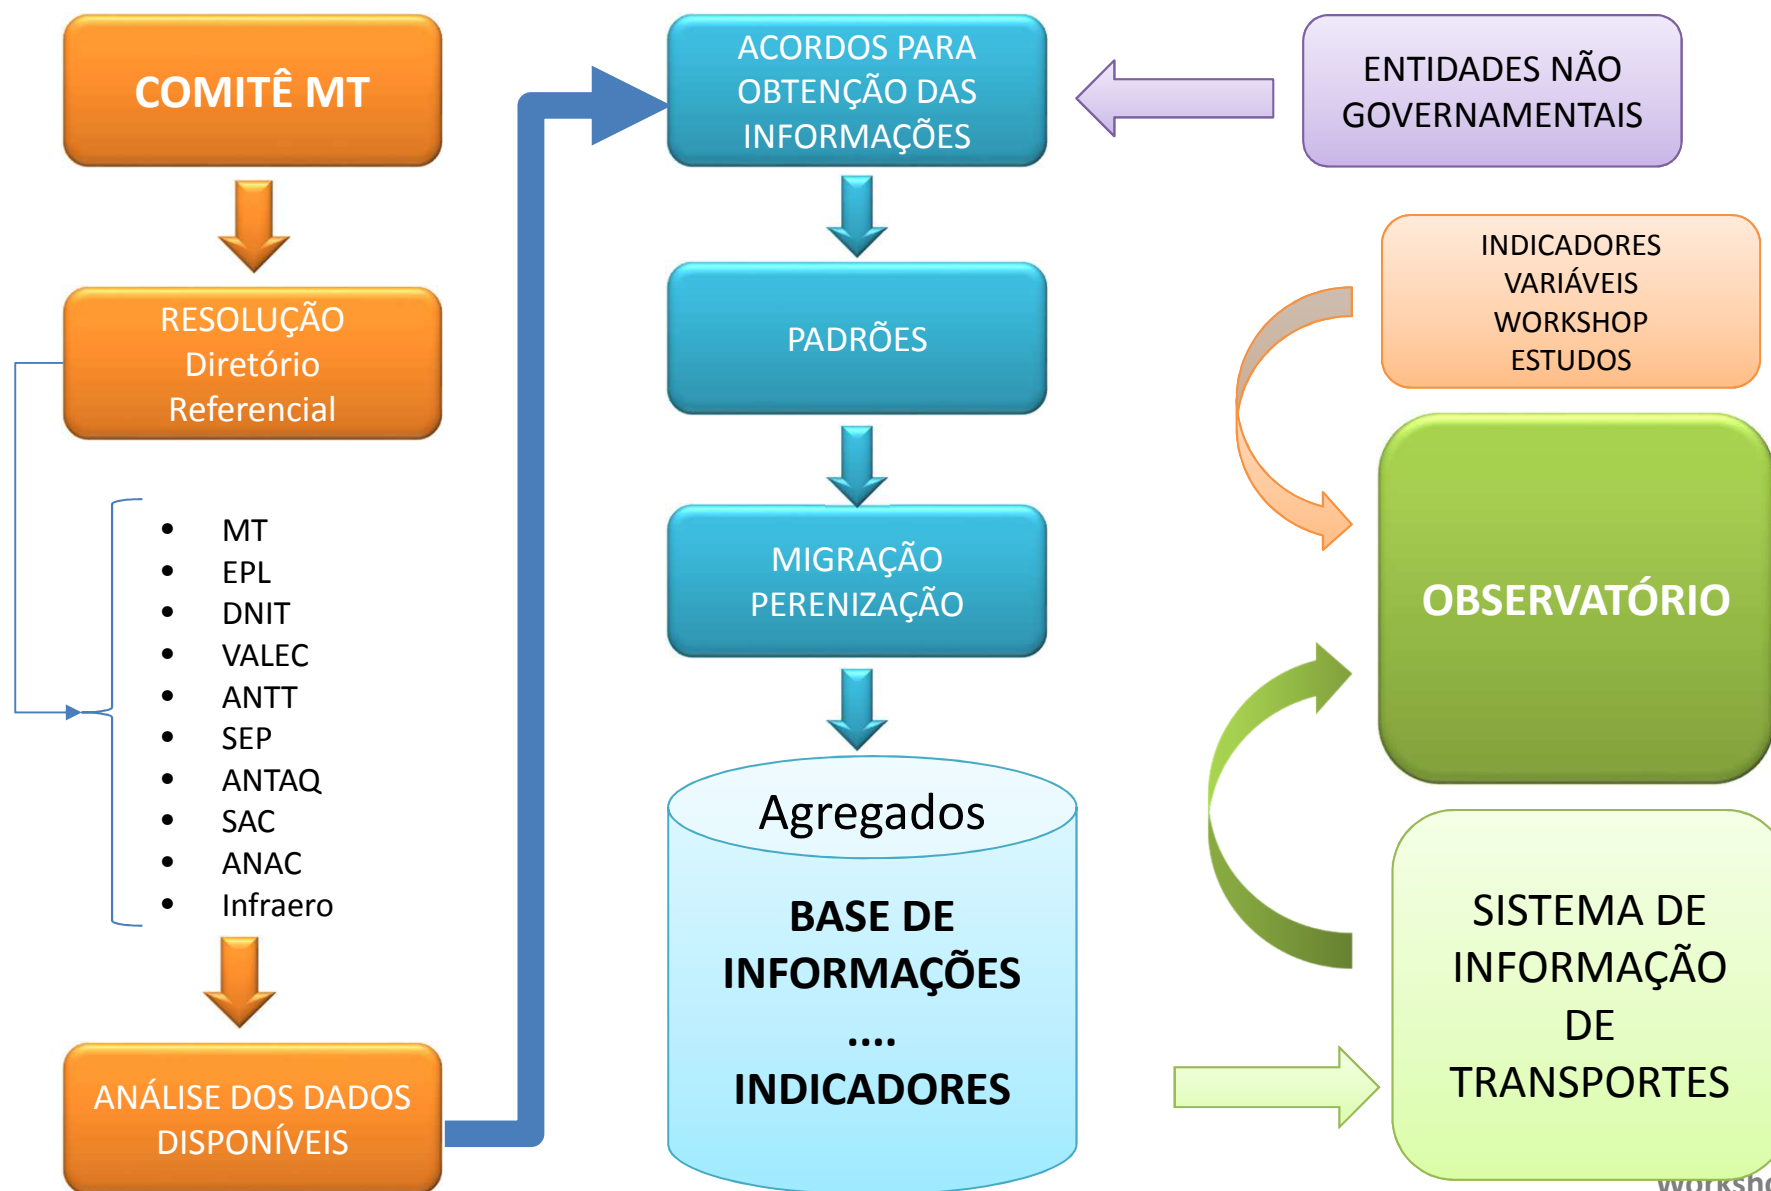 COMITÊ MT
RESOLUÇÃO
Diretório
Referencial
• MT
• EPL
• DNIT
• VALEC
• ANTT
• SEP
• ANTAQ
• SAC
• ANAC
• Infraero
ANÁLISE DOS DADOS
DISPONÍVEIS
ACORDOS PARA
OBTENÇÃO DAS
INFORMAÇÕES
PADRÕES
MIGRAÇÃO
PERENIZAÇÃO
Agregados
BASE DE
INFORMAÇÕES
....
INDICADORES
ENTIDADES NÃO
GOVERNAMENTAIS
INDICADORES
VARIÁVEIS
WORKSHOP
ESTUDOS
OBSERVATÓRIO
SISTEMA DE
INFORMAÇÃO
DE
TRANSPORTES